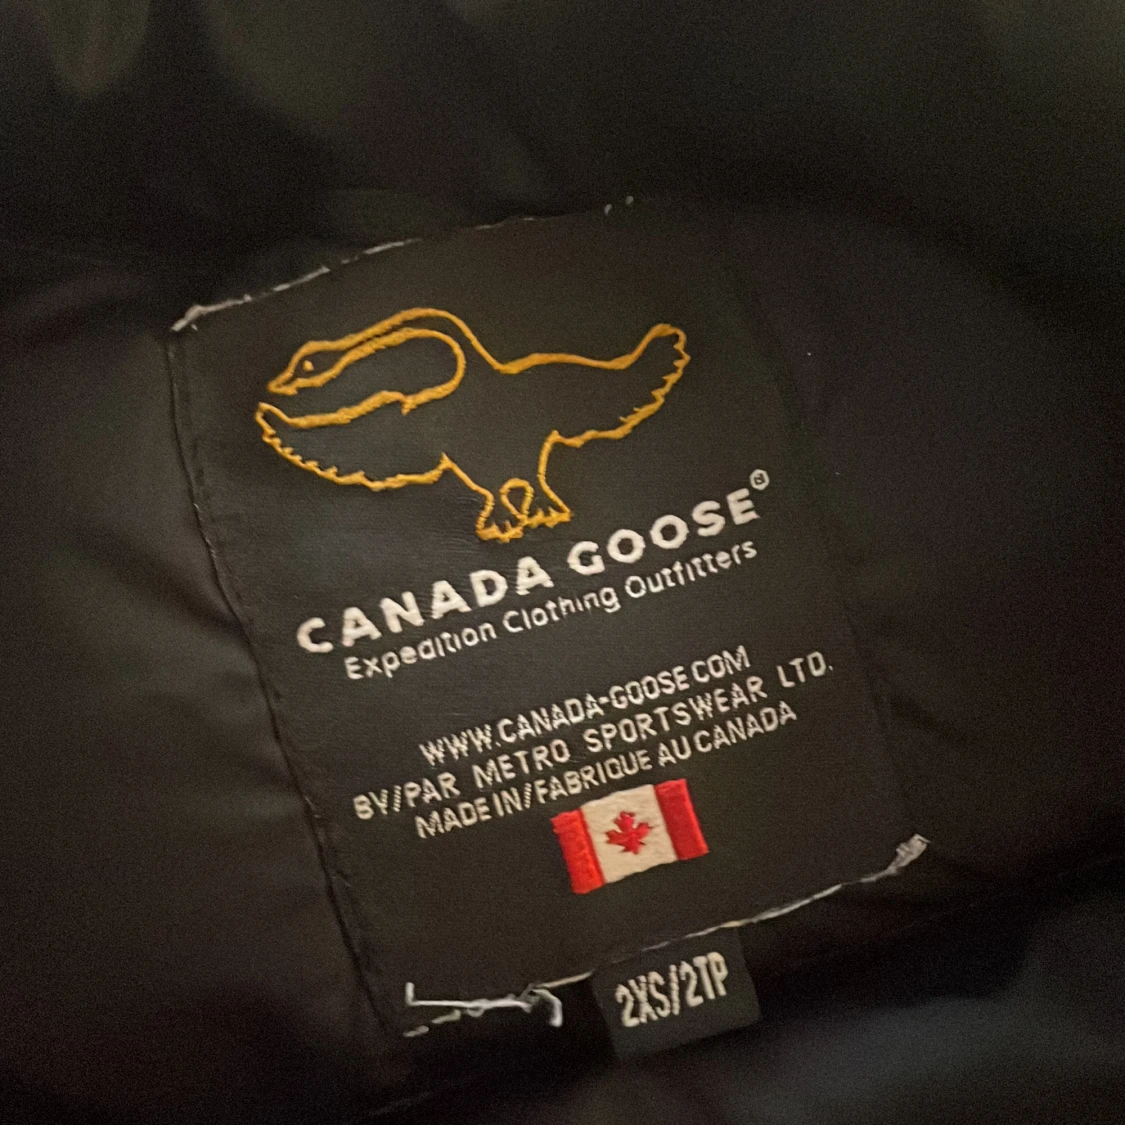 CANADA GOOSE®
Expedition Clothing Outfitters
WWW.CANADA-GOOSE.COM
BY/PAR METRO SPORTSWEAR LTD.
MADE IN/FABRIQUE AU CANADA
2XS/2TP